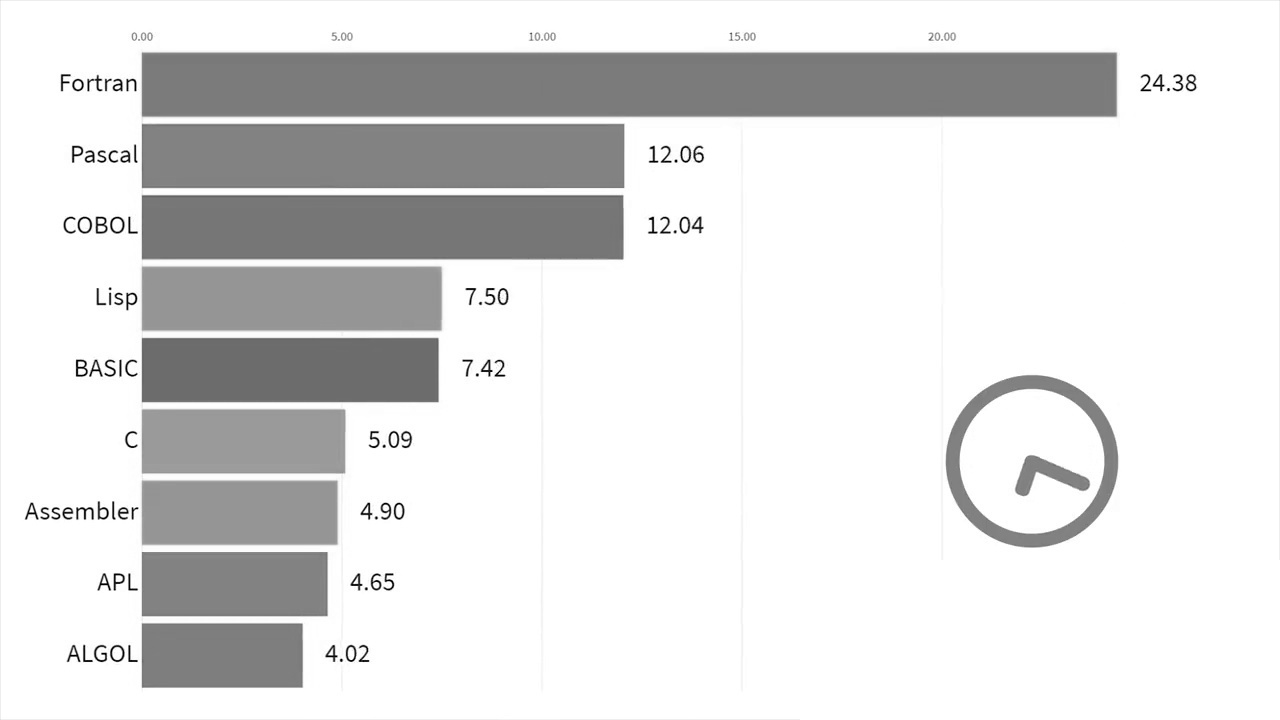 0.00 5.00 10.00 15.00 20.00
Fortran 24.38
Pascal 12.06
COBOL 12.04
Lisp 7.50
BASIC 7.42
C 5.09
Assembler 4.90
APL 4.65
ALGOL 4.02